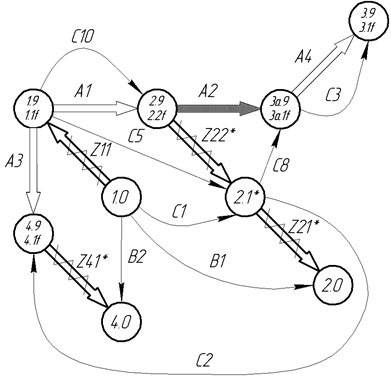 3.9
3.1f
C10
A4
1.9
1.1f
A1
2.9
2.2f
A2
3a.9
3a.1f
C3
C5
Z22*
A3
Z11
C8
1.0
2.1*
C1
4.9
4.1f
Z21*
Z41*
B2
B1
2.0
4.0
C2